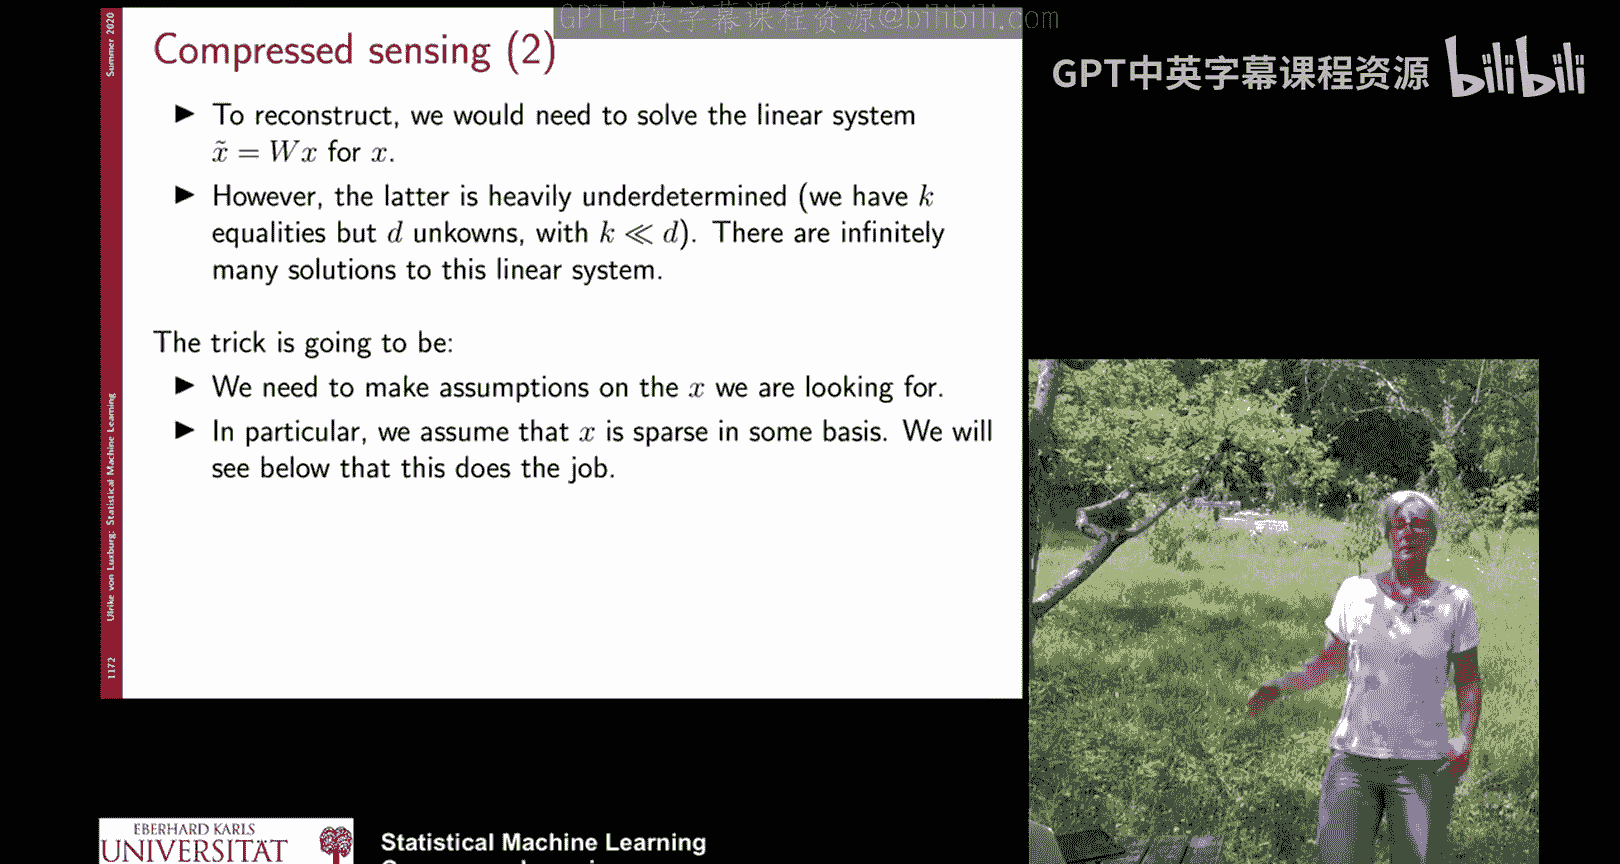 GPT中英字幕课程资源@bilibili.com
GPT中英字幕课程资源 bilibili
Summer 2020
Compressed sensing (2)
► To reconstruct, we would need to solve the linear system
x̃ = Wx for x.
► However, the latter is heavily underdetermined (we have k
equalities but d unkowns, with k ≪ d). There are infinitely
many solutions to this linear system.
The trick is going to be:
► We need to make assumptions on the x we are looking for.
► In particular, we assume that x is sparse in some basis. We will
see below that this does the job.
Ulrike von Luxburg: Statistical Machine Learning
1172
EBERHARD KARLS
UNIVERSITÄT
Statistical Machine Learning